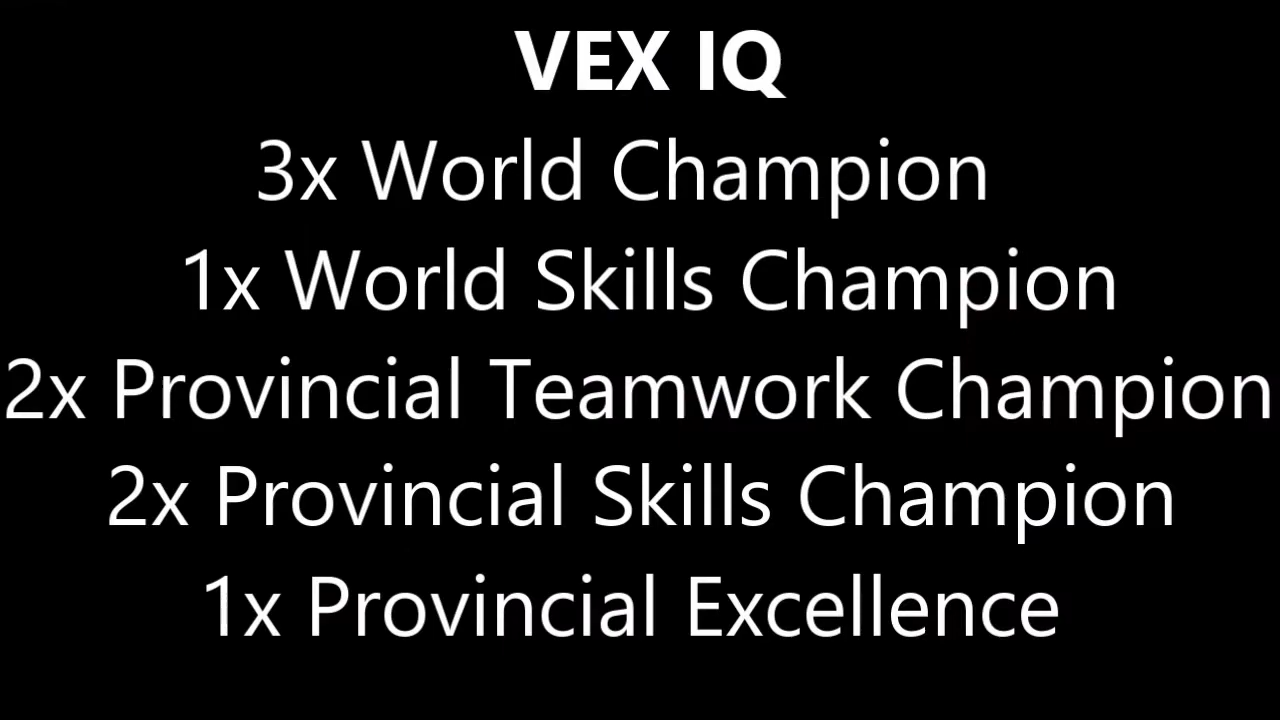 VEX IQ
3x World Champion
1x World Skills Champion
2x Provincial Teamwork Champion
2x Provincial Skills Champion
1x Provincial Excellence